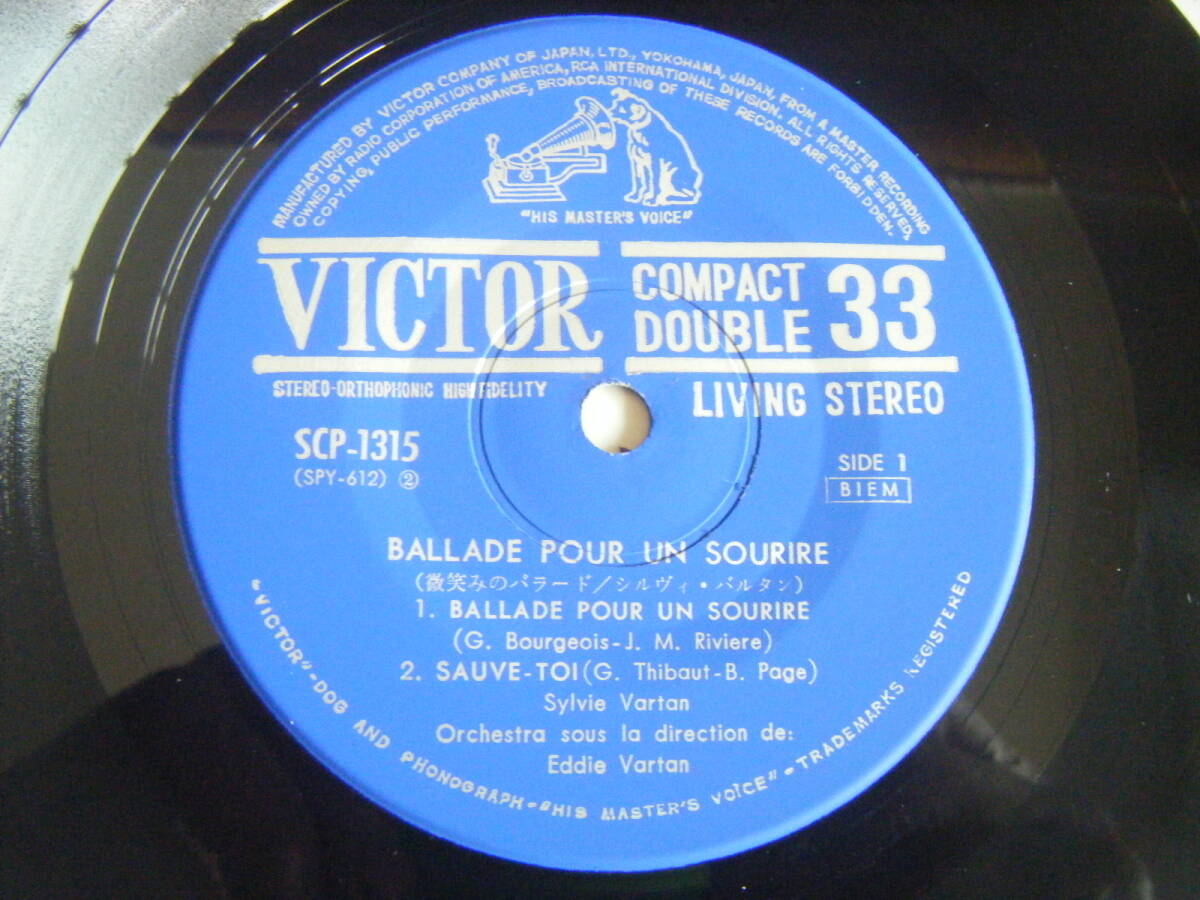 MANUFACTURED BY VICTOR COMPANY OF JAPAN, LTD., YOKOHAMA, JAPAN, FROM A MASTER RECORDING
OWNED BY RADIO CORPORATION OF AMERICA, RCA INTERNATIONAL DIVISION. ALL RIGHTS RESERVED,
COPYING, PUBLIC PERFORMANCE, BROADCASTING OF THESE RECORDS ARE FORBIDDEN.
"HIS MASTER'S VOICE"
VICTOR
COMPACT
DOUBLE 33
STEREO-ORTHOPHONIC HIGH FIDELITY
LIVING STEREO
SCP-1315
(SPY-612) ②
SIDE 1
BIEM
BALLADE POUR UN SOURIRE
(微笑みのバラード/シルヴィ・バルタン)
1. BALLADE POUR UN SOURIRE
(G. Bourgeois-J. M. Riviere)
2. SAUVE-TOI (G. Thibaut-B. Page)
Sylvie Vartan
Orchestra sous la direction de:
Eddie Vartan
"VICTOR"-DOG AND PHONOGRAPH-"HIS MASTER'S VOICE"-TRADEMARKS REGISTERED